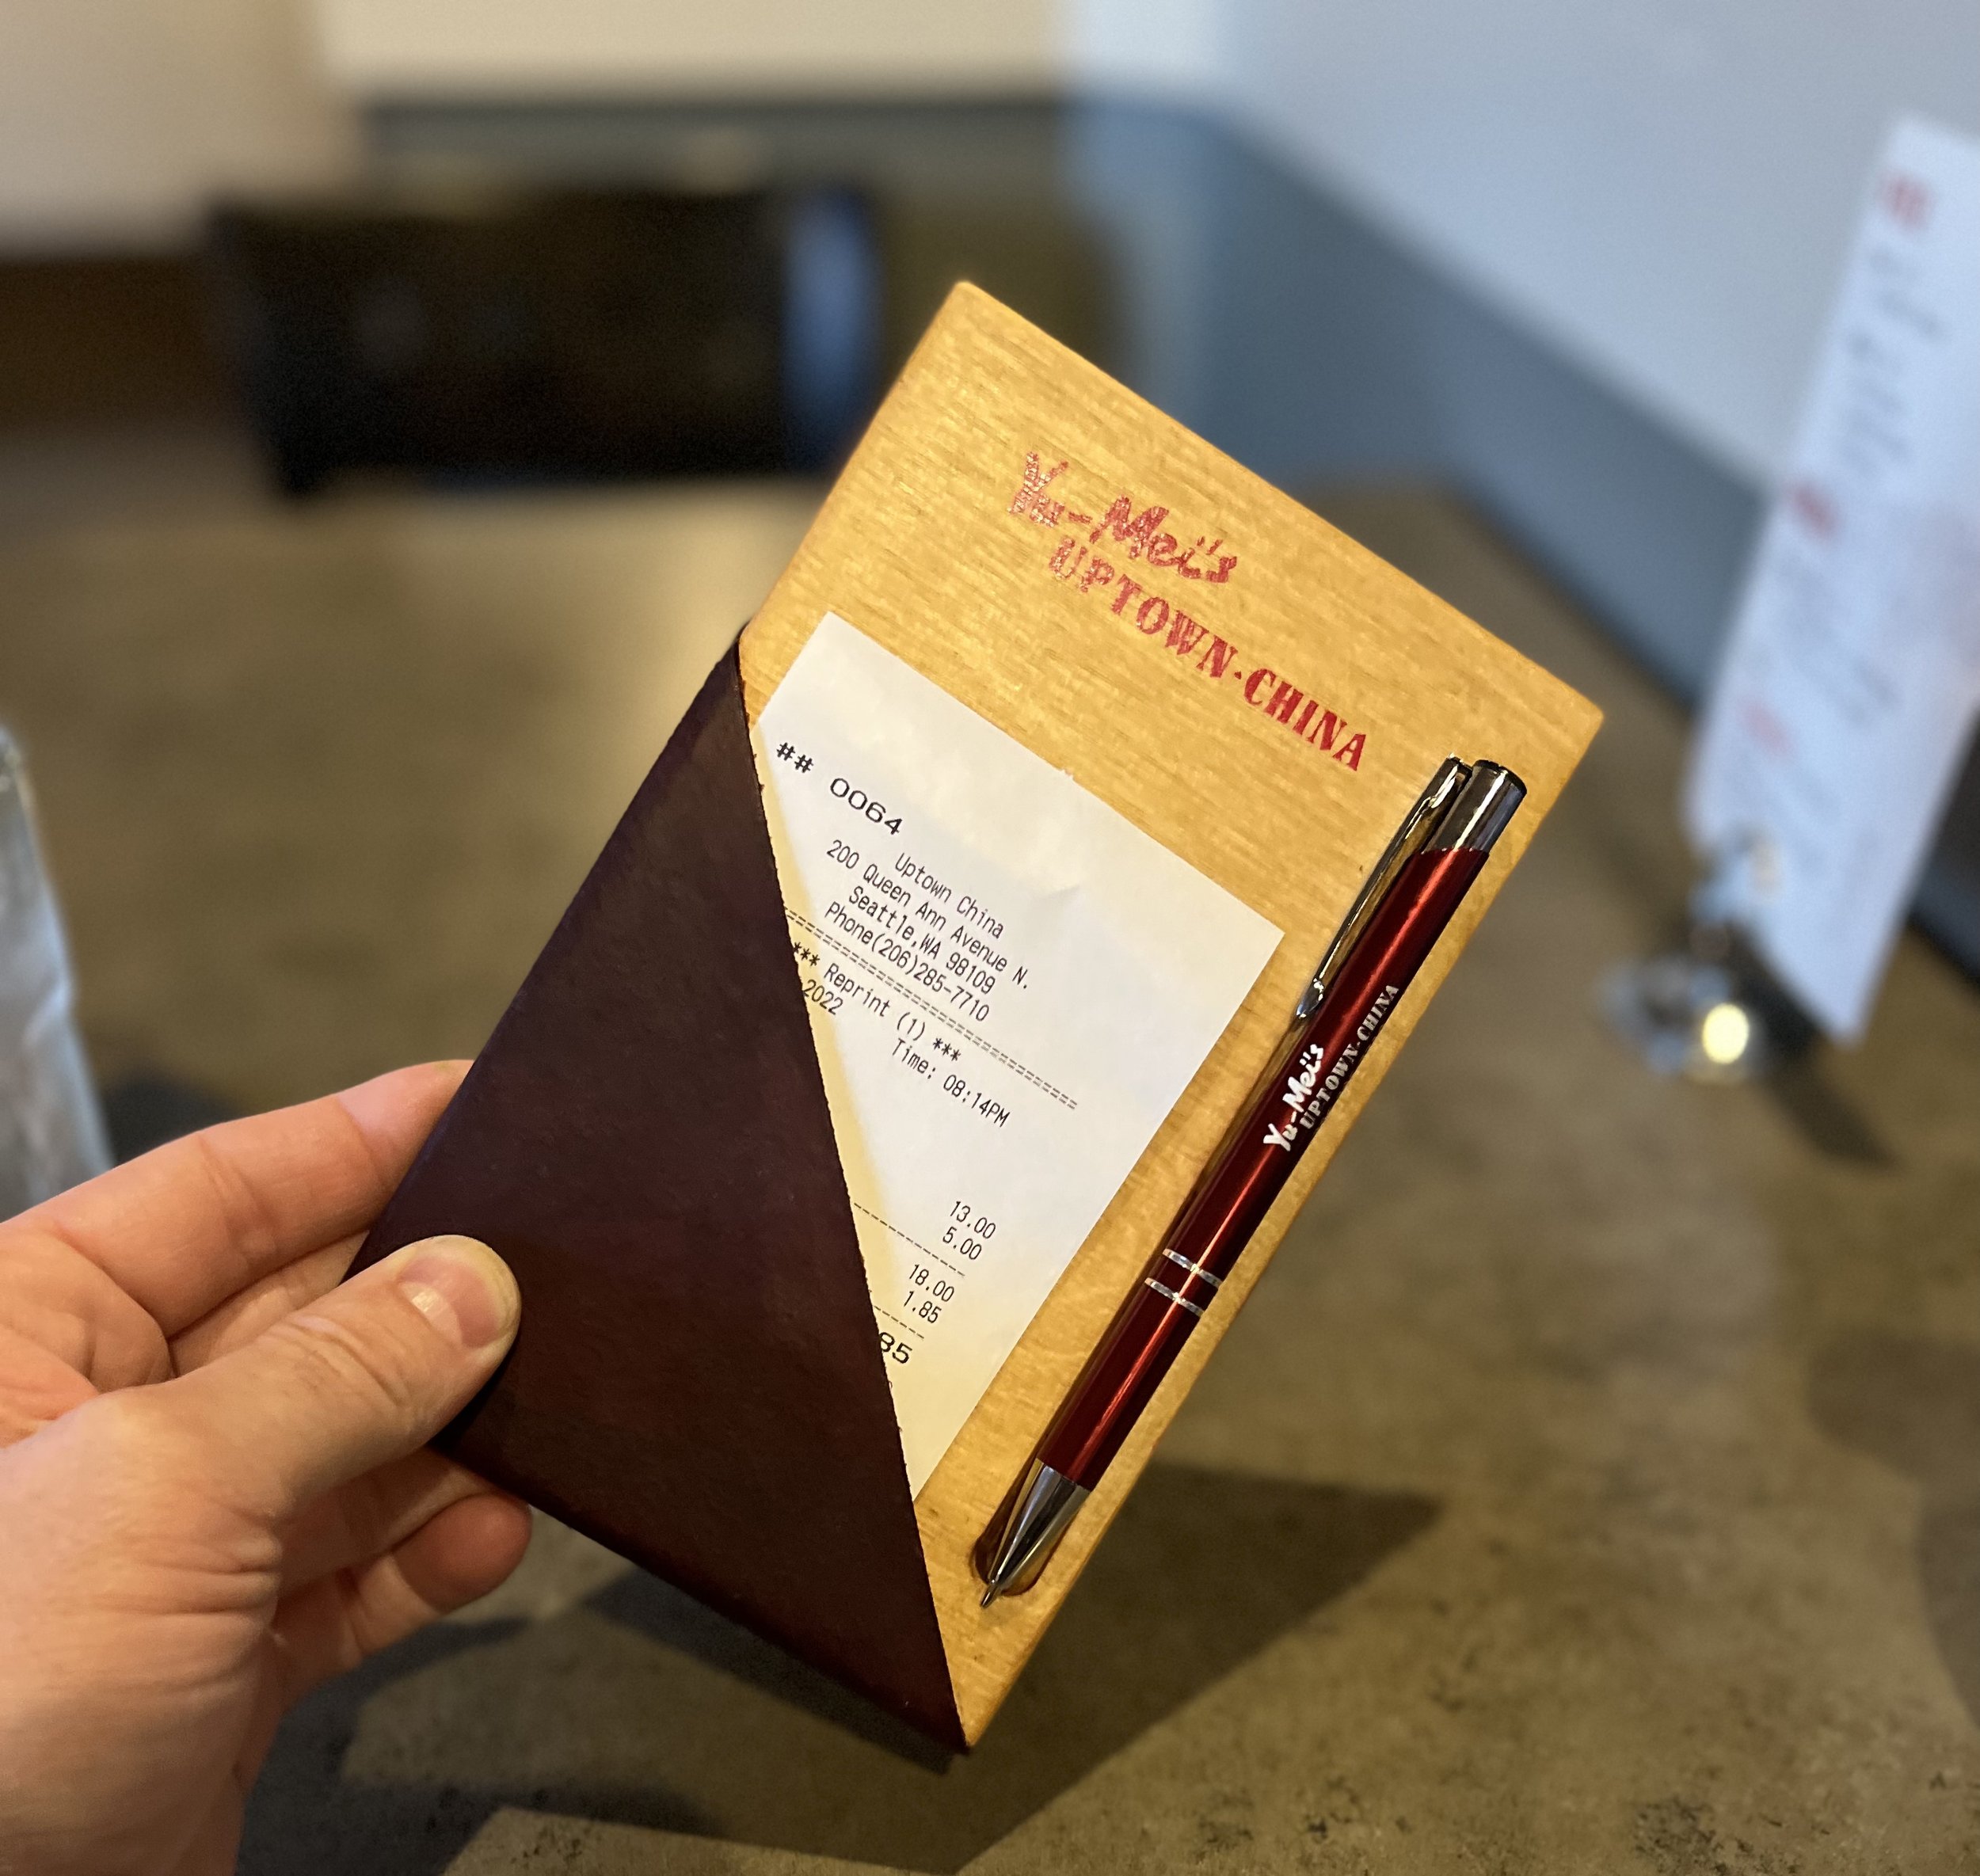 Yu-Mei's
UPTOWN·CHINA
## 0064
Uptown China
200 Queen Ann Avenue N.
Seattle,WA 98109
Phone(206)285-7710
*** Reprint (1) ***
-2022
Time: 08:14PM
13.00
5.00
18.00
1.85
85
Yu-Mei's
UPTOWN·CHINA